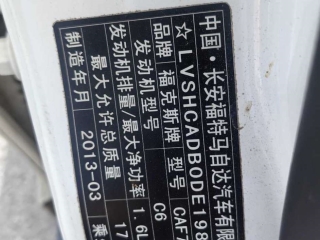 中国·长安福特马自达汽车有限
☆LVSHCADB0DE198
品牌 福克斯牌 型号 CAF7
发动机型号 C6
发动机排量/最大净功率 1.6L
最大允许总质量 17
制造年月 2013-03 乘